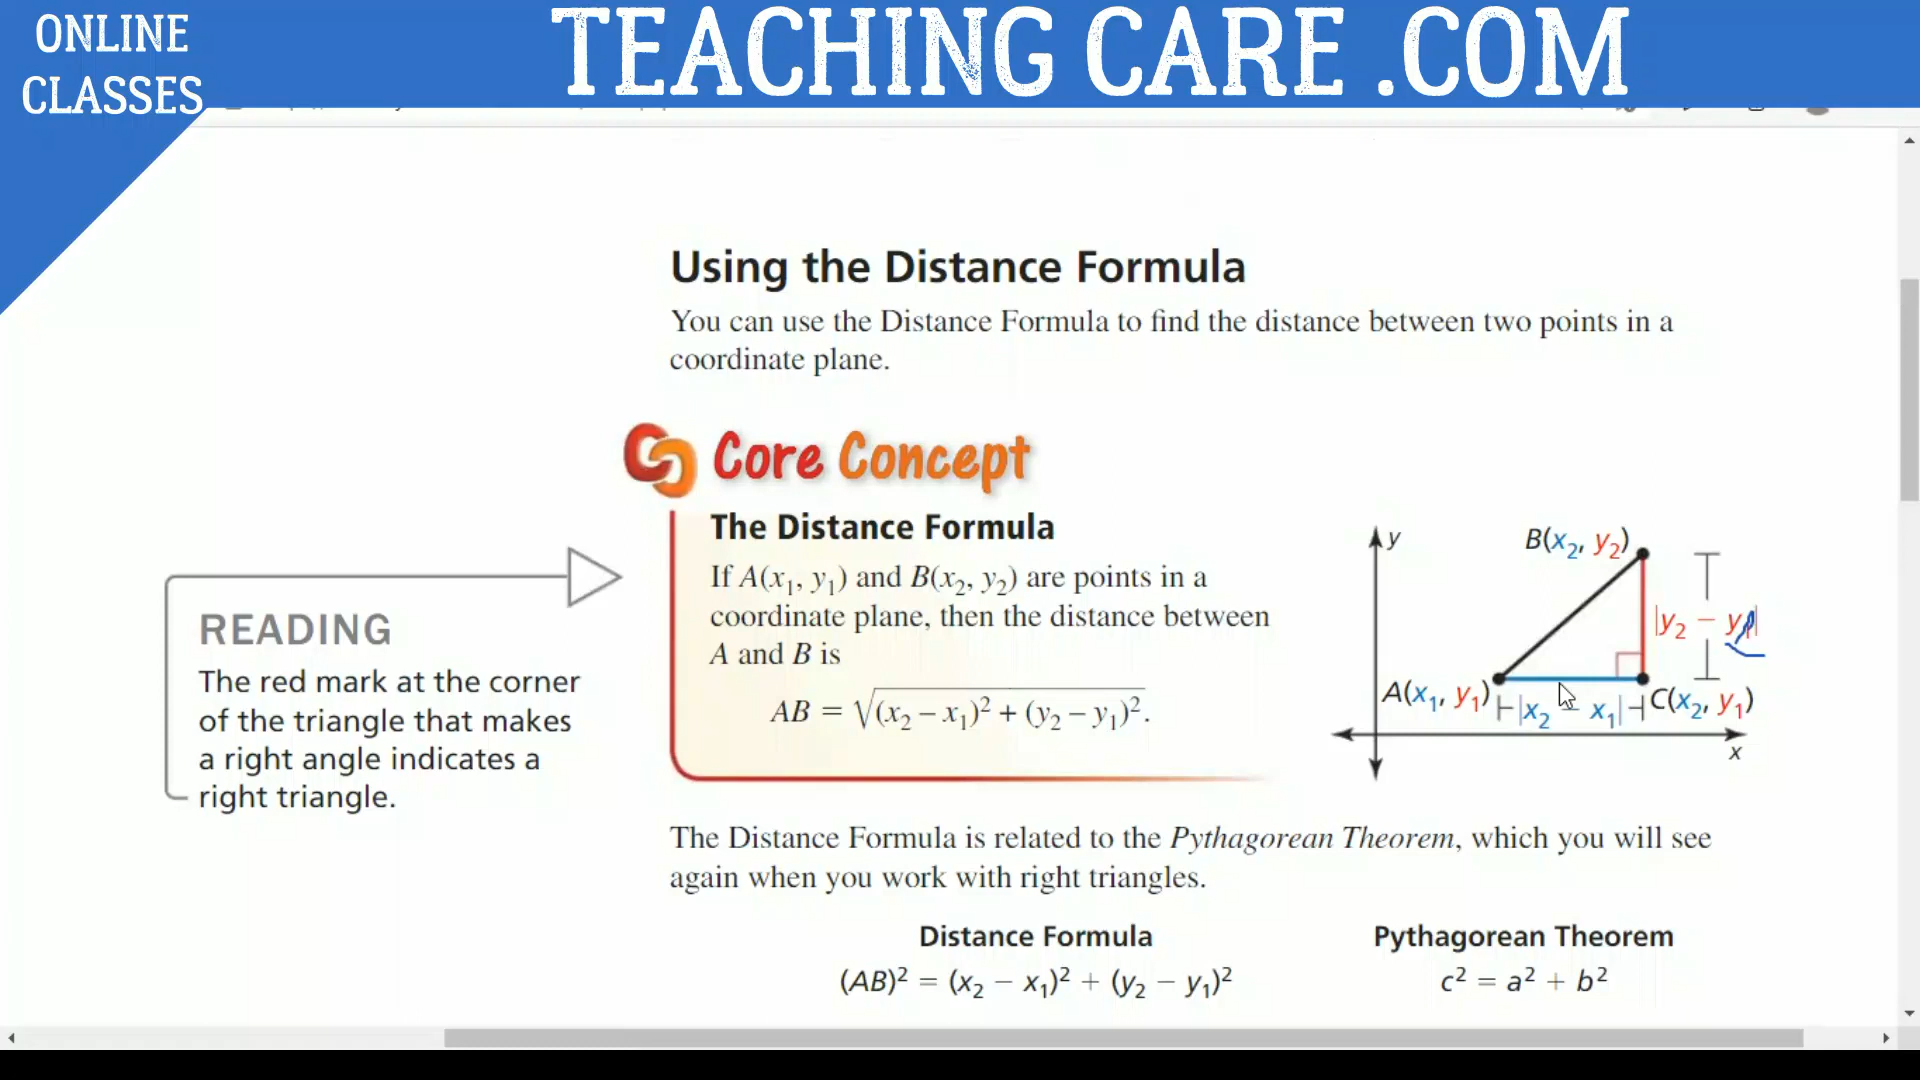 ONLINE
CLASSES
TEACHING CARE .COM
Using the Distance Formula
You can use the Distance Formula to find the distance between two points in a
coordinate plane.
Core Concept
The Distance Formula
If A(x₁, y₁) and B(x₂, y₂) are points in a
coordinate plane, then the distance between
A and B is
AB = √(x₂ – x₁)² + (y₂ – y₁)².
READING
The red mark at the corner
of the triangle that makes
a right angle indicates a
right triangle.
y
B(x₂, y₂)
|y₂ – y₁|
A(x₁, y₁)
|x₂ – x₁|
C(x₂, y₁)
x
The Distance Formula is related to the Pythagorean Theorem, which you will see
again when you work with right triangles.
Distance Formula
(AB)² = (x₂ – x₁)² + (y₂ – y₁)²
Pythagorean Theorem
c² = a² + b²